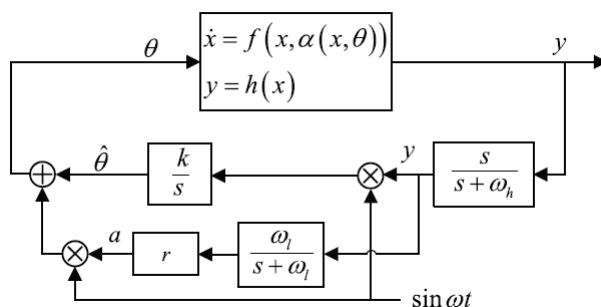 θ
ẋ = f(x, α(x, θ))
y = h(x)
y
θ̂
k/s
y
s/(s + ω_h)
a
r
ω_l/(s + ω_l)
sin ωt